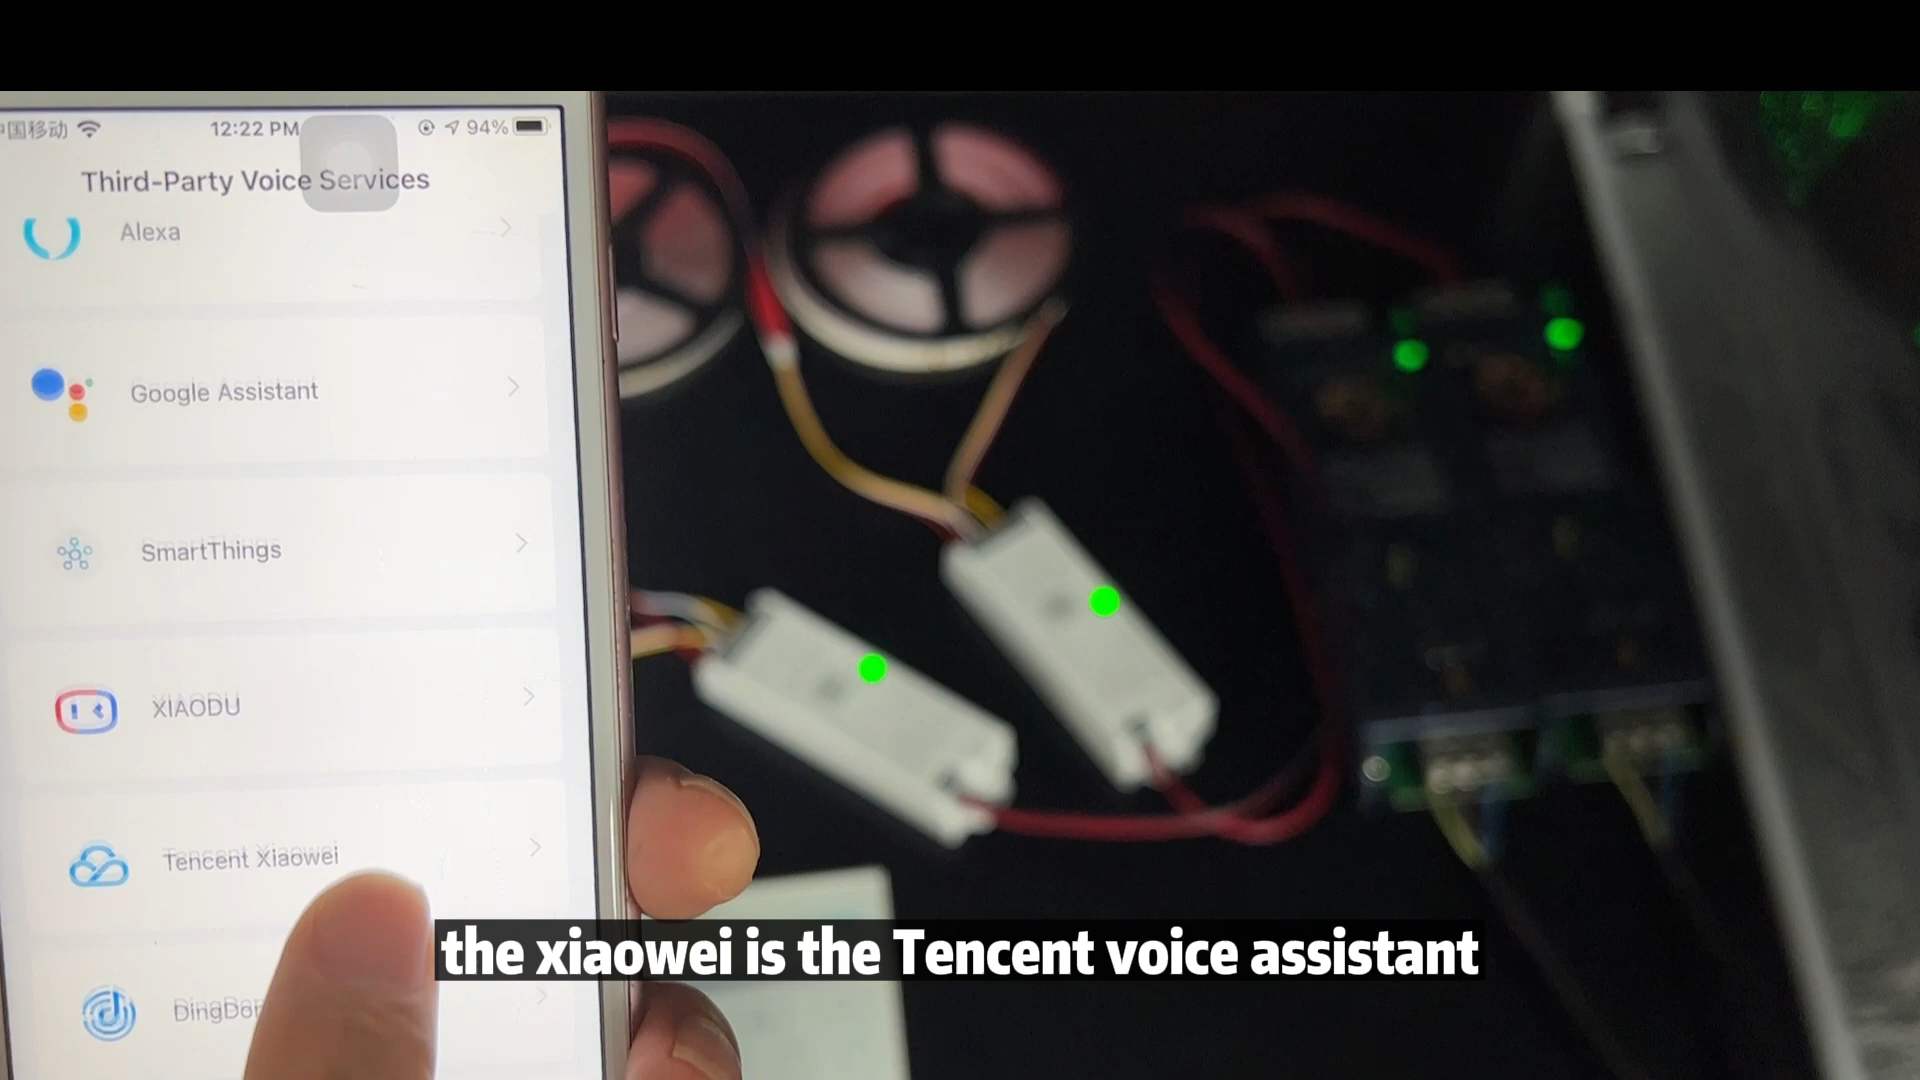 中国移动 12:22 PM 94%
Third-Party Voice Services
Alexa
Google Assistant
SmartThings
XIAODU
Tencent Xiaowei
the xiaowei is the Tencent voice assistant